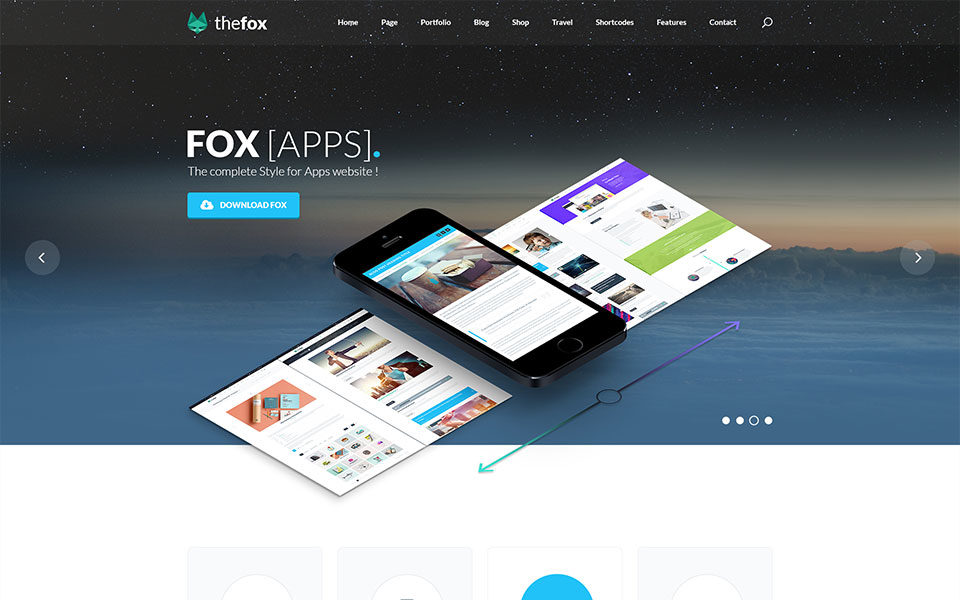 thefox
Home Page Portfolio Blog Shop Travel Shortcodes Features Contact
FOX [APPS].
The complete Style for Apps website !
DOWNLOAD FOX